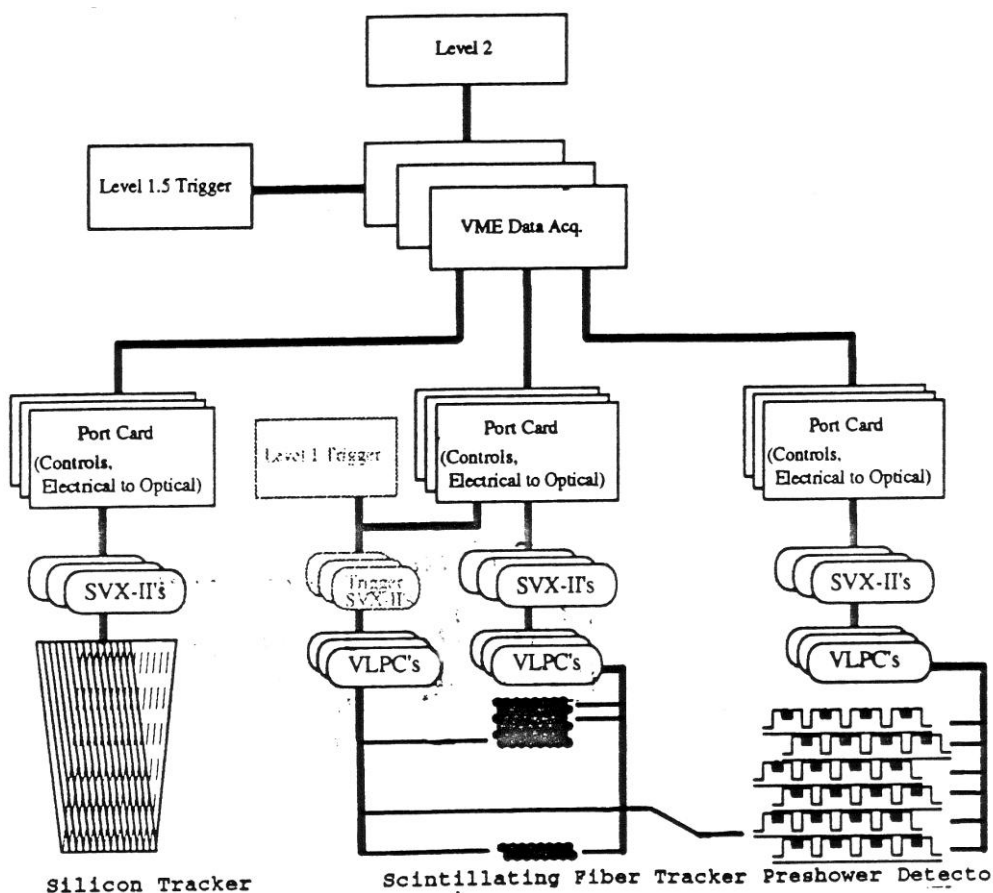 Level 2
Level 1.5 Trigger
VME Data Acq.
Port Card
(Controls,
Electrical to Optical)
Level 1 Trigger
Port Card
(Controls,
Electrical to Optical)
Port Card
(Controls,
Electrical to Optical)
SVX-II's
Trigger
SVX-II
SVX-II's
SVX-II's
VLPC's
VLPC's
VLPC's
Silicon Tracker
Scintillating Fiber Tracker
Preshower Detecto